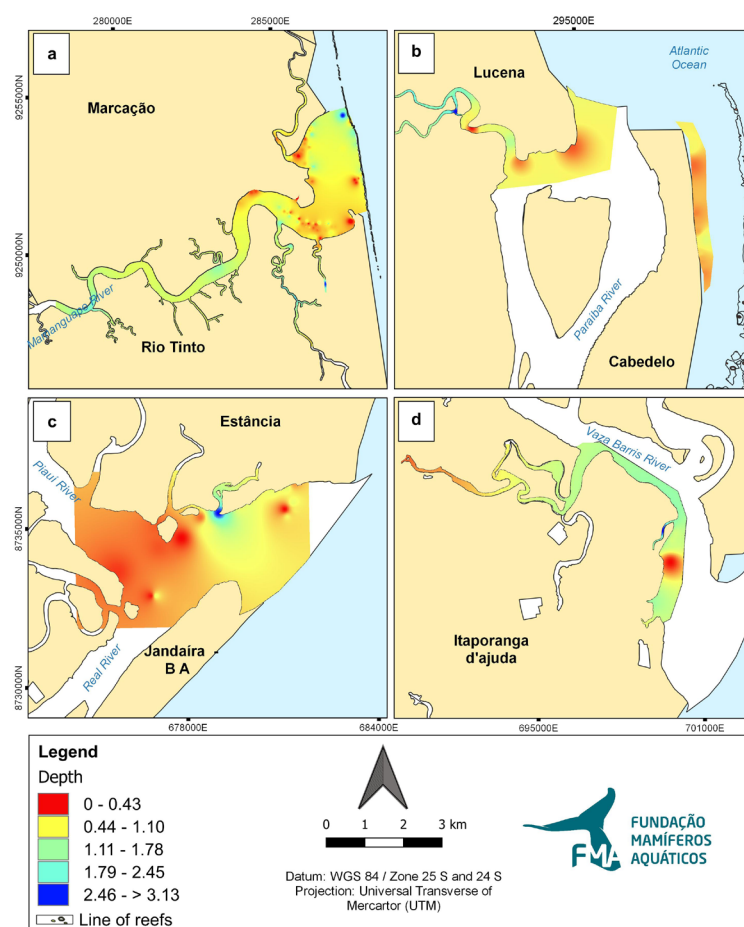 280000E
285000E
295000E
a
b
Atlantic
Ocean
Lucena
Marcação
9255000N
9250000N
Mamanguape River
Rio Tinto
Paraiba River
Cabedelo
c
d
Estância
Piauí River
Vaza Barris River
8735000N
8730000N
Jandaíra -
B A
Real River
Itaporanga
d'ajuda
678000E
684000E
695000E
701000E
Legend
Depth
0 - 0.43
0.44 - 1.10
1.11 - 1.78
1.79 - 2.45
2.46 - > 3.13
Line of reefs
0 1 2 3 km
Datum: WGS 84 / Zone 25 S and 24 S
Projection: Universal Transverse of
Mercartor (UTM)
FMA
FUNDAÇÃO
MAMÍFEROS
AQUÁTICOS